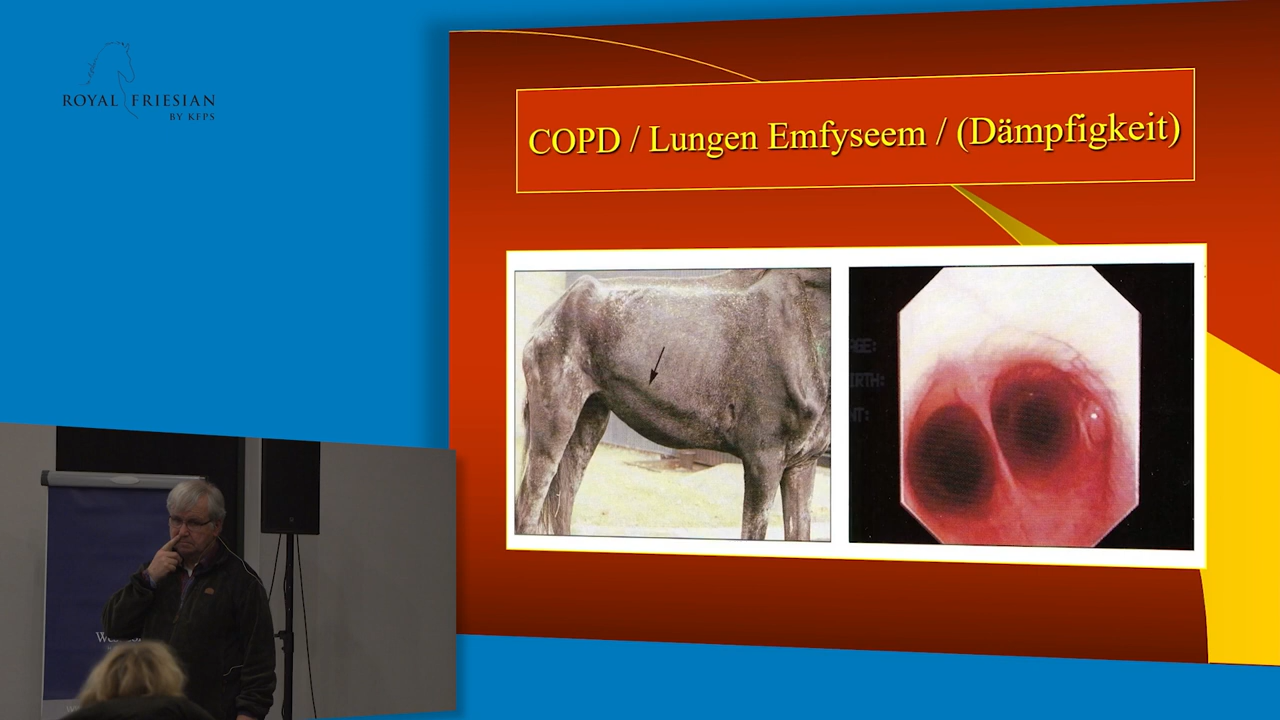 ROYAL FRIESIAN
BY KFPS
COPD / Lungen Emfyseem / (Dämpfigkeit)